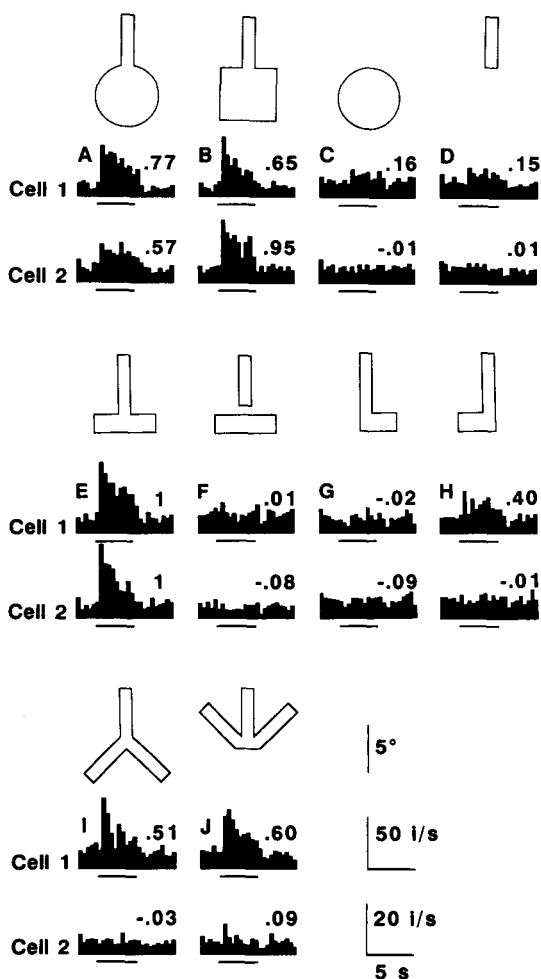 A .77 B .65 C .16 D .15
Cell 1
.57 .95 -.01 .01
Cell 2
E 1 F .01 G -.02 H .40
Cell 1
1 -.08 -.09 -.01
Cell 2
5°
I .51 J .60 50 i/s
Cell 1
-.03 .09 20 i/s
Cell 2
5 s